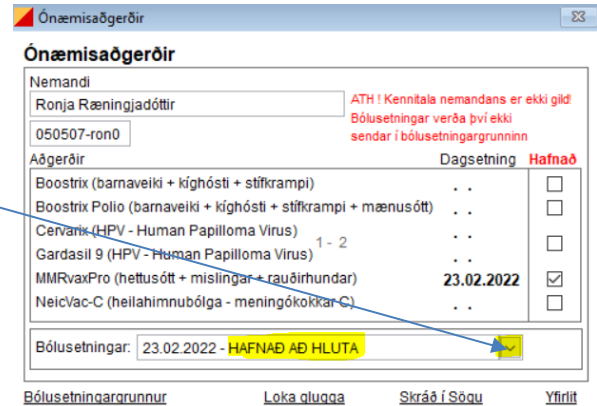 Ónæmisaðgerðir
Ónæmisaðgerðir
Nemandi
Ronja Ræningjadóttir
050507-ron0
ATH ! Kennitala nemandans er ekki gild!
Bólusetningar verða því ekki
sendar í bólusetningargrunninn
Aðgerðir Dagsetning Hafnað
Boostrix (barnaveiki + kíghósti + stífkrampi) . .
Boostrix Polio (barnaveiki + kíghósti + stífkrampi + mænusótt) . .
Cervarix (HPV - Human Papilloma Virus) . .
1 - 2
Gardasil 9 (HPV - Human Papilloma Virus) . .
MMRvaxPro (hettusótt + mislingar + rauðirhundar) 23.02.2022
NeicVac-C (heilahimnubólga - meningókokkar C) . .
Bólusetningar: 23.02.2022 - HAFNAÐ AÐ HLUTA
Bólusetningargrunnur Loka glugga Skráð í Sögu Yfirlit